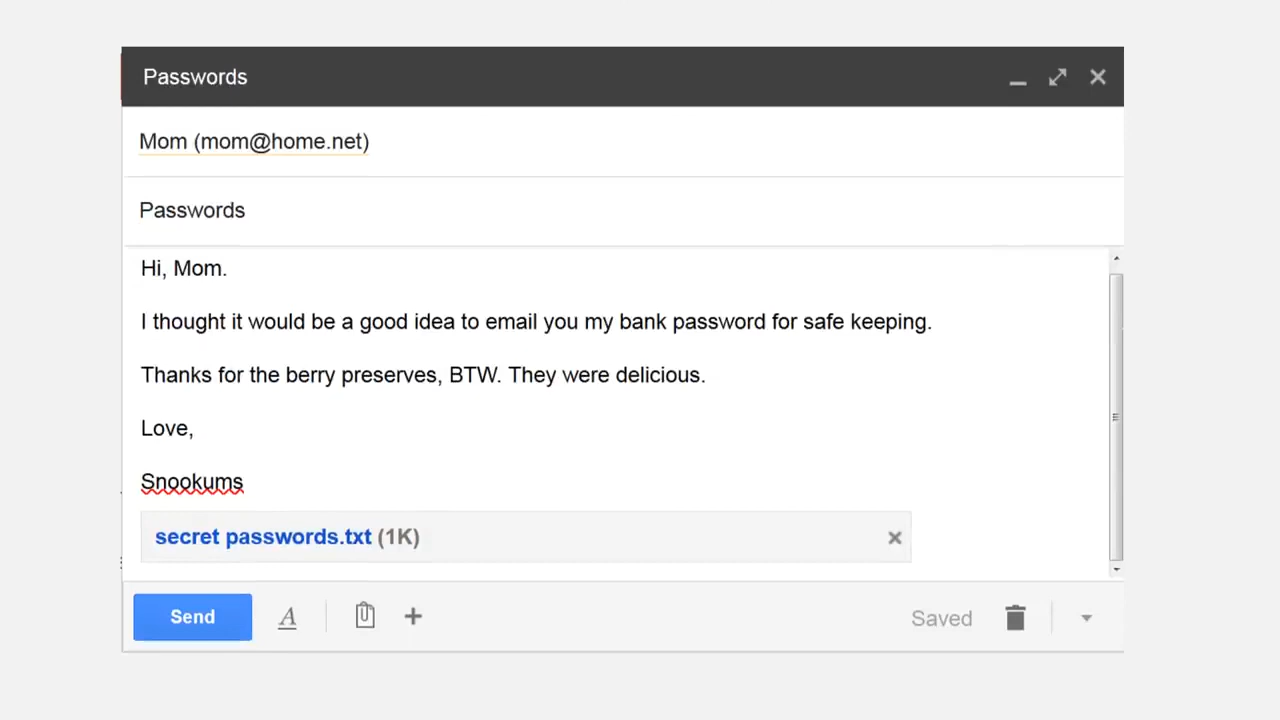 Passwords
Mom (mom@home.net)
Passwords
Hi, Mom.
I thought it would be a good idea to email you my bank password for safe keeping.
Thanks for the berry preserves, BTW. They were delicious.
Love,
Snookums
secret passwords.txt (1K)
Send A Saved